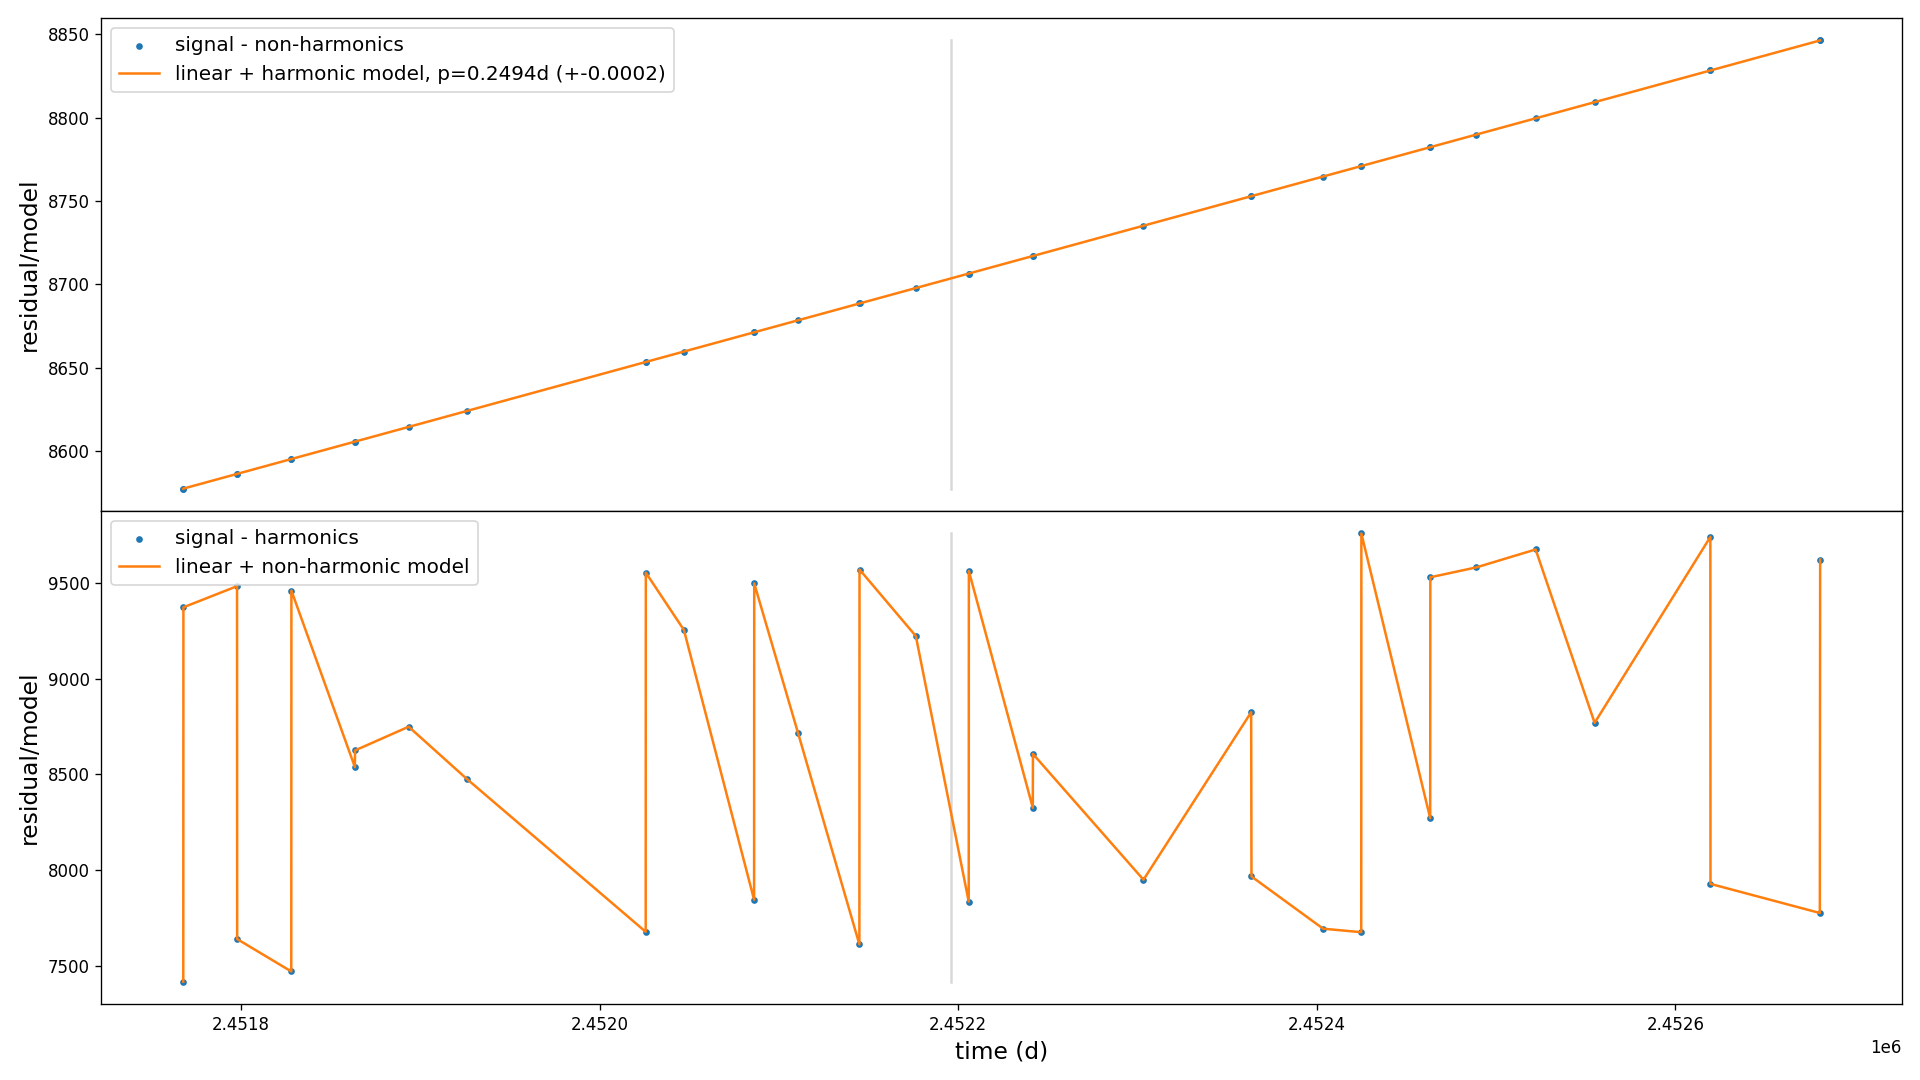 8850
8800
8750
8700
8650
8600
residual/model
signal - non-harmonics
linear + harmonic model, p=0.2494d (+-0.0002)
9500
9000
8500
8000
7500
residual/model
signal - harmonics
linear + non-harmonic model
2.4518 2.4520 2.4522 2.4524 2.4526
time (d)
1e6